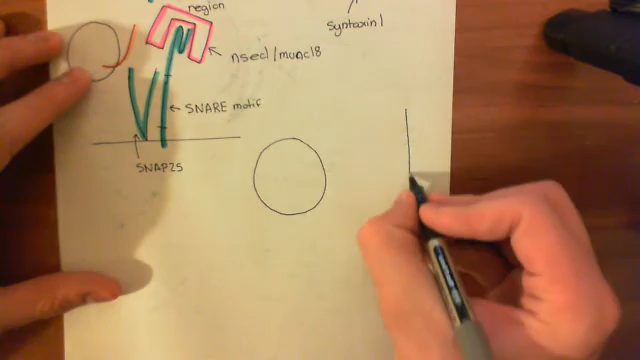 region
syntaxin 1
nsec1/munc18
SNARE motif
SNAP25